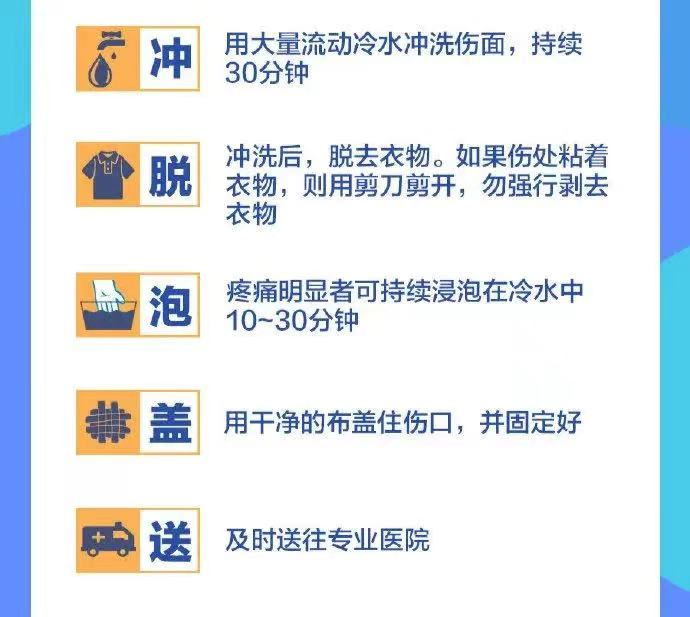 冲
用大量流动冷水冲洗伤面，持续
30分钟
脱
冲洗后，脱去衣物。如果伤处粘着
衣物，则用剪刀剪开，勿强行剥去
衣物
泡
疼痛明显者可持续浸泡在冷水中
10~30分钟
盖
用干净的布盖住伤口，并固定好
送
及时送往专业医院